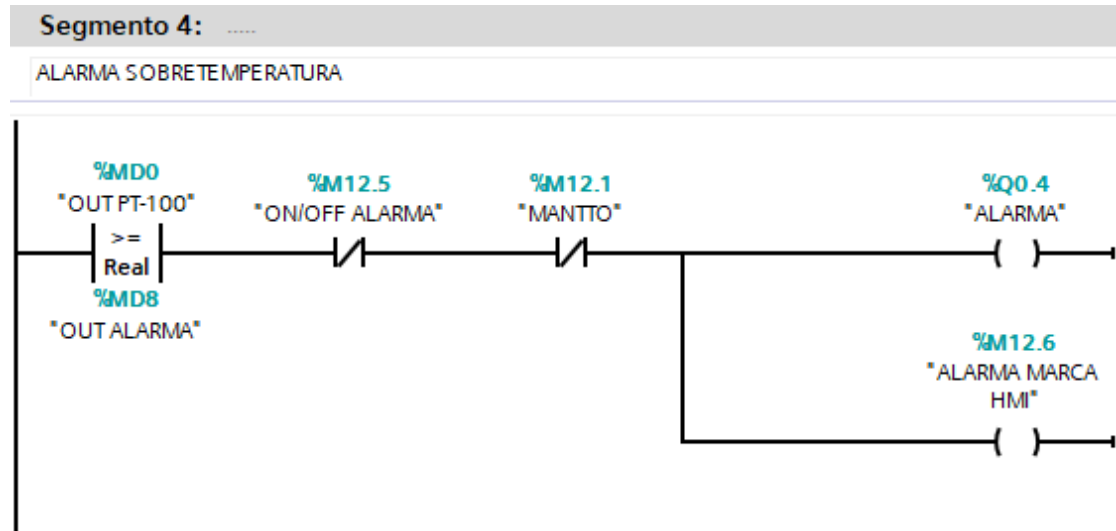 Segmento 4: .....
ALARMA SOBRETEMPERATURA
%MD0
"OUT PT-100"
>=
Real
%MD8
"OUT ALARMA"
%M12.5
"ON/OFF ALARMA"
%M12.1
"MANTTO"
%Q0.4
"ALARMA"
%M12.6
"ALARMA MARCA
HMI"